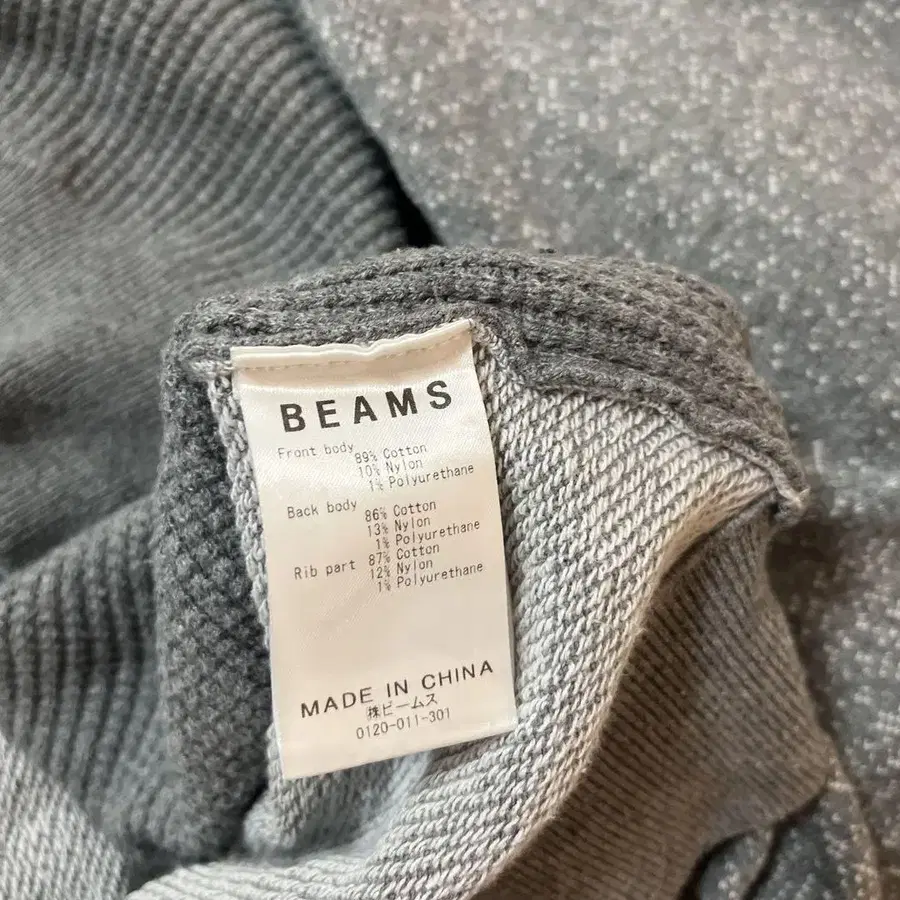 BEAMS
Front body
89% Cotton
10% Nylon
1% Polyurethane
Back body
86% Cotton
13% Nylon
1% Polyurethane
Rib part 87% Cotton
12% Nylon
1% Polyurethane
MADE IN CHINA
㈱ビームス
0120-011-301